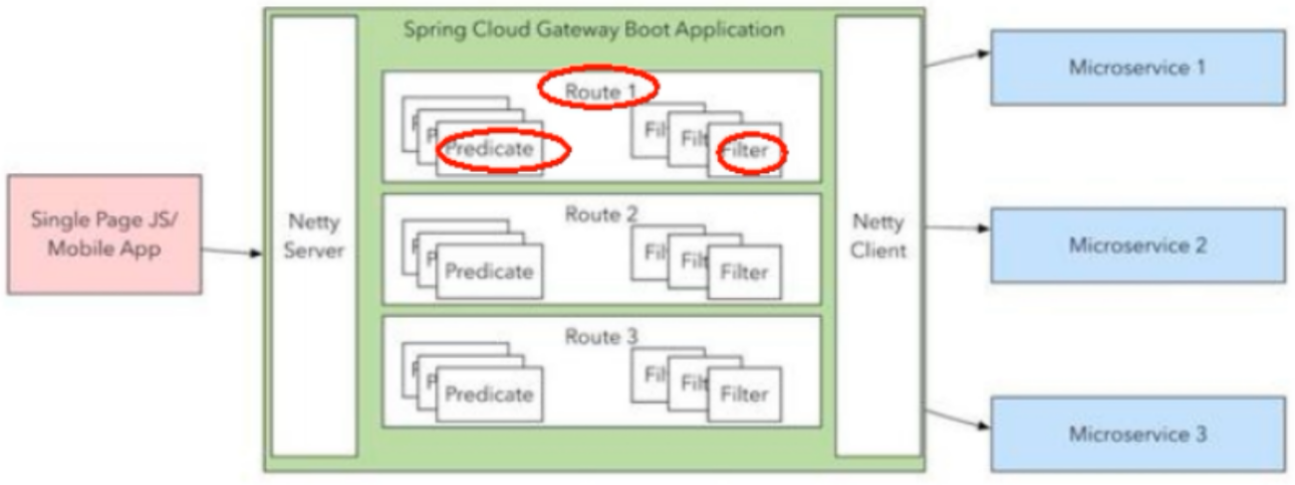 Spring Cloud Gateway Boot Application
Single Page JS/
Mobile App
Netty
Server
Route 1
Predicate
Fil
Filt
Filter
Route 2
P
Predicate
Fil
Filt
Filter
Route 3
P
Predicate
Fil
Filt
Filter
Netty
Client
Microservice 1
Microservice 2
Microservice 3